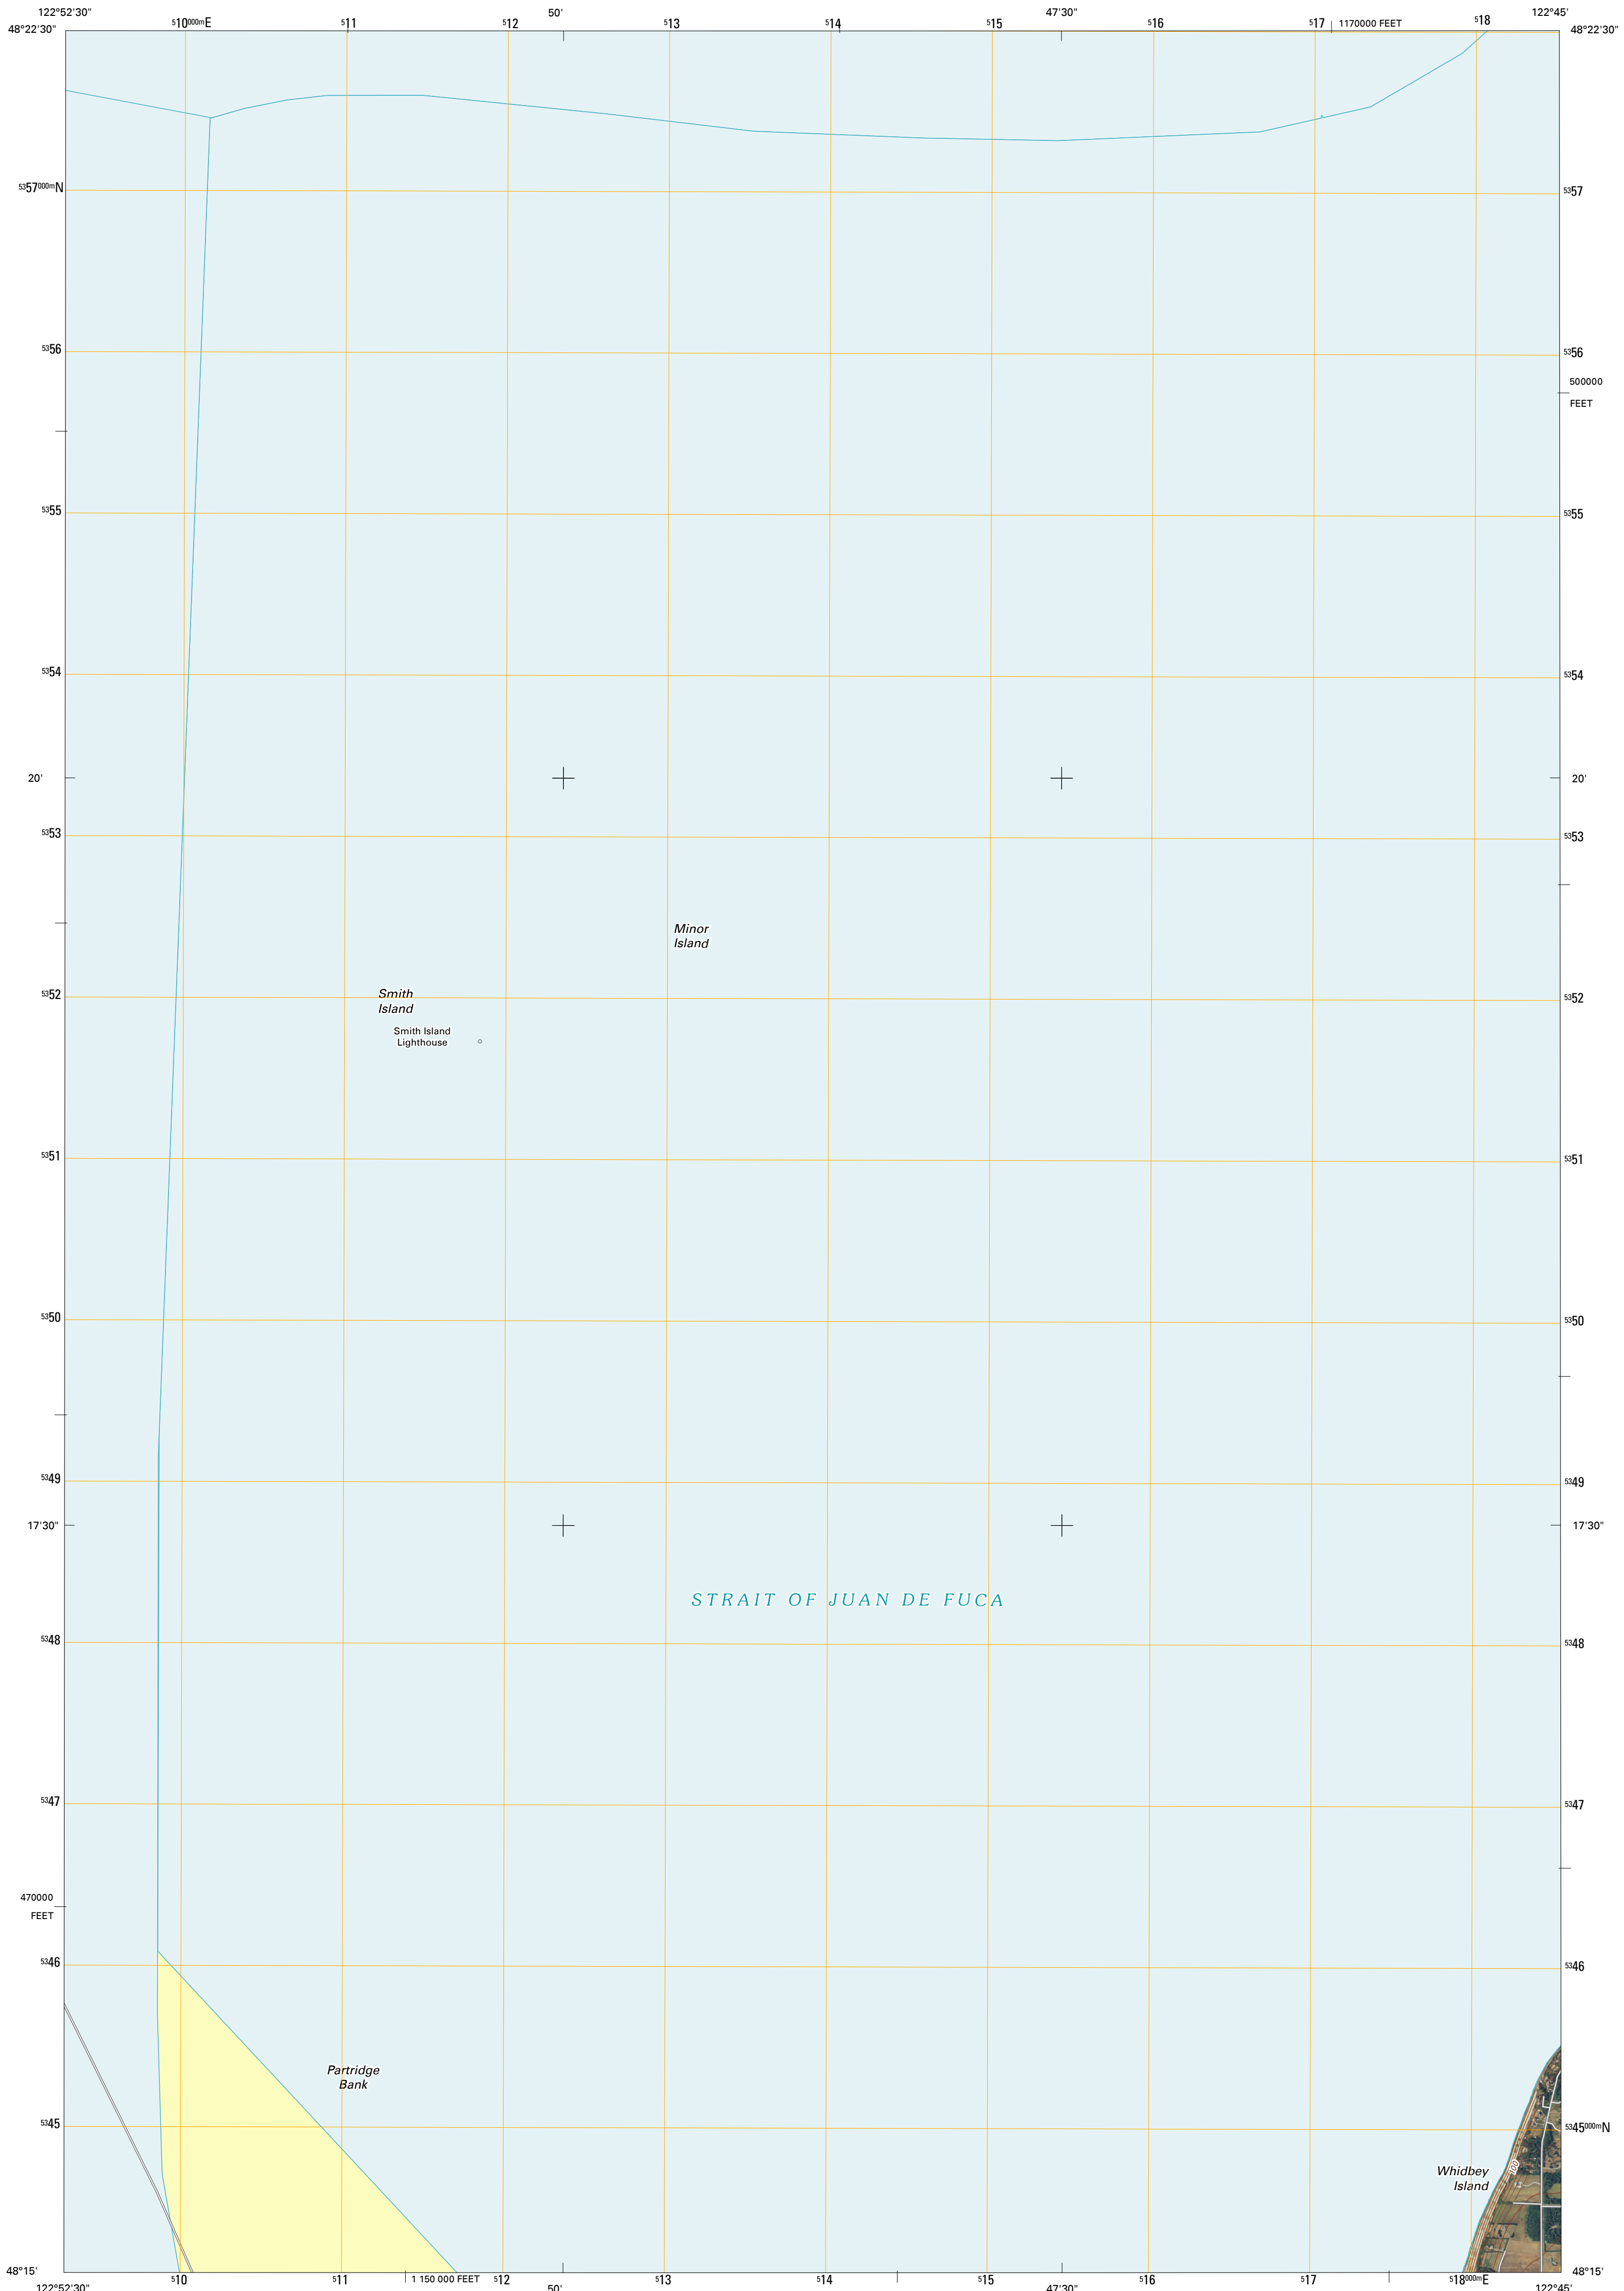 122°52'30" 510000mE 511 512 50' 513 514 515 47'30" 516 517 1170000 FEET 518 122°45'
48°22'30" 48°22'30"
5357000mN 5357
5356 5356
500000
FEET
5355 5355
5354 5354
20' 20'
5353 5353
Minor
Island
5352 5352
Smith
Island
Smith Island
Lighthouse
5351 5351
5350 5350
5349 5349
17'30" 17'30"
STRAIT OF JUAN DE FUCA
5348 5348
5347 5347
470000
FEET
5346 5346
Partridge
Bank
5345 5345000mN
100
Whidbey
Island
48°15' 48°15'
510 511 1 150 000 FEET 512 513 514 515 516 517 518000mE
122°52'30" 50' 47'30" 122°45'